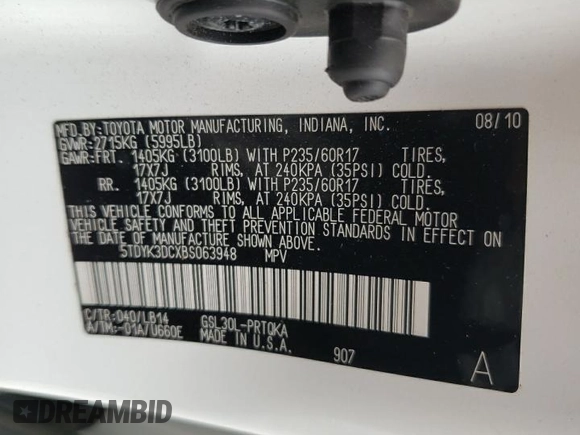 MFD.BY:TOYOTA MOTOR MANUFACTURING, INDIANA, INC. 08/10
GVWR:2715KG (5995LB)
GAWR:FRT. 1405KG (3100LB) WITH P235/60R17 TIRES,
17X7J RIMS, AT 240KPA (35PSI) COLD.
RR. 1405KG (3100LB) WITH P235/60R17 TIRES,
17X7J RIMS, AT 240KPA (35PSI) COLD.
THIS VEHICLE CONFORMS TO ALL APPLICABLE FEDERAL MOTOR
VEHICLE SAFETY AND THEFT PREVENTION STANDARDS IN
EFFECT ON THE DATE OF MANUFACTURE SHOWN ABOVE.
5TDYK3DCXBS063948 MPV
C/TR:040/LB14 GSL30L-PRTQKA
A/TM:-01A/U660E MADE IN U.S.A.
907
A
DREAMBID